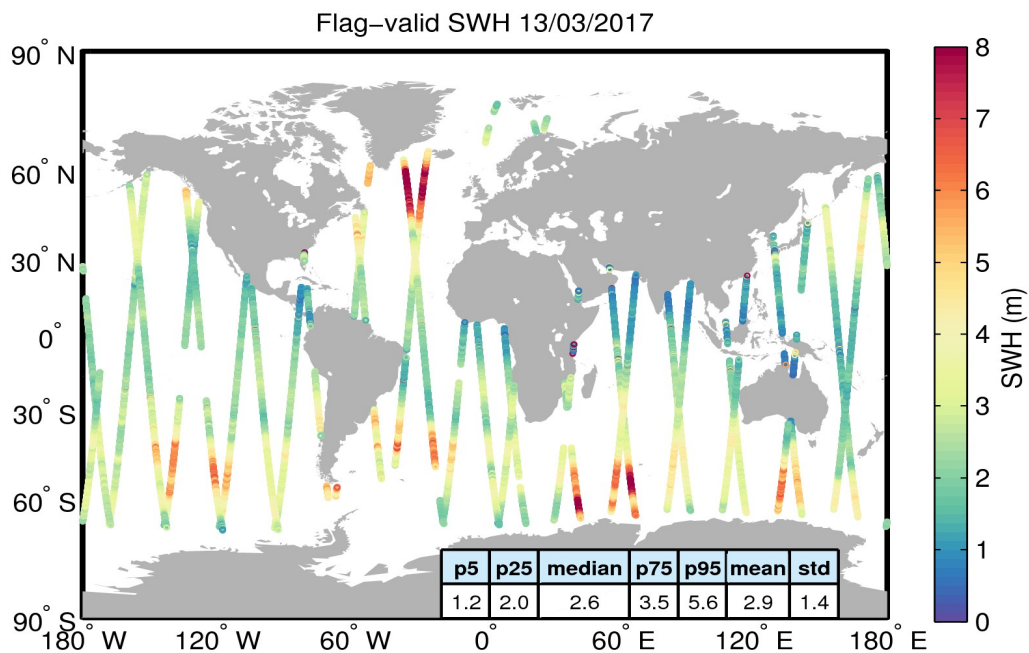 Flag−valid SWH 13/03/2017
90° N
60° N
30° N
0°
30° S
60° S
90° S
180° W
120° W
60° W
0°
60° E
120° E
180° E
p5 p25 median p75 p95 mean std
1.2 2.0 2.6 3.5 5.6 2.9 1.4
8
7
6
5
4
3
2
1
0
SWH (m)